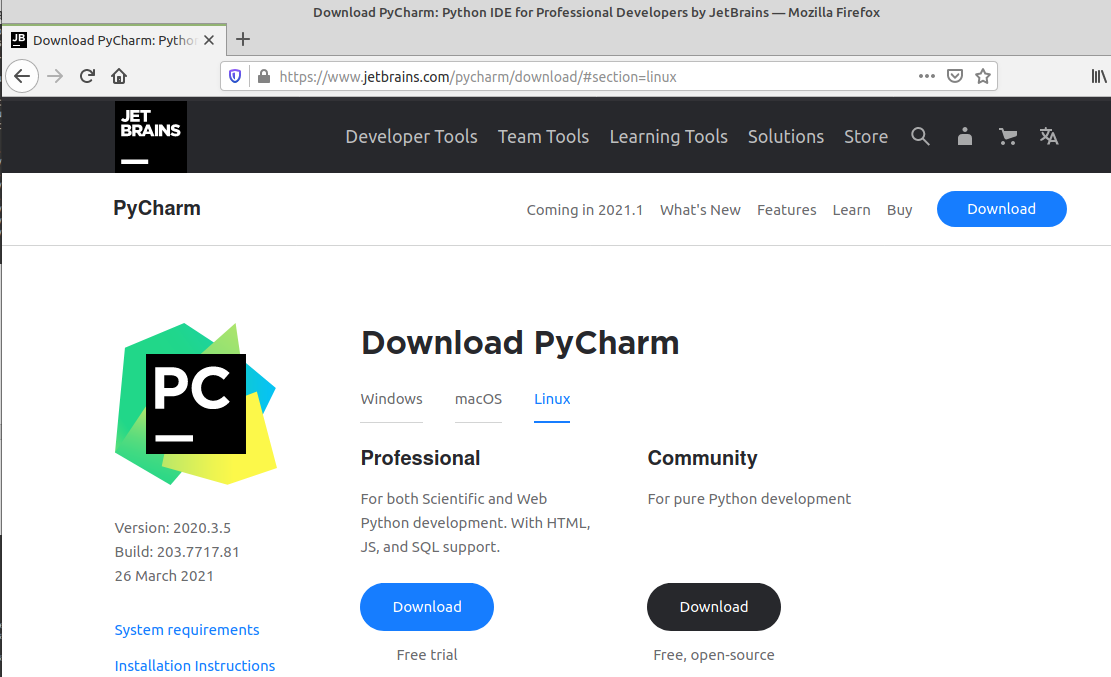 Download PyCharm: Python IDE for Professional Developers by JetBrains — Mozilla Firefox
JB Download PyCharm: Pytho
https://www.jetbrains.com/pycharm/download/#section=linux
JET
BRAINS
Developer Tools Team Tools Learning Tools Solutions Store
PyCharm
Coming in 2021.1 What's New Features Learn Buy Download
PC
Download PyCharm
Windows macOS Linux
Professional
For both Scientific and Web
Python development. With HTML,
JS, and SQL support.
Download
Free trial
Community
For pure Python development
Download
Free, open-source
Version: 2020.3.5
Build: 203.7717.81
26 March 2021
System requirements
Installation Instructions